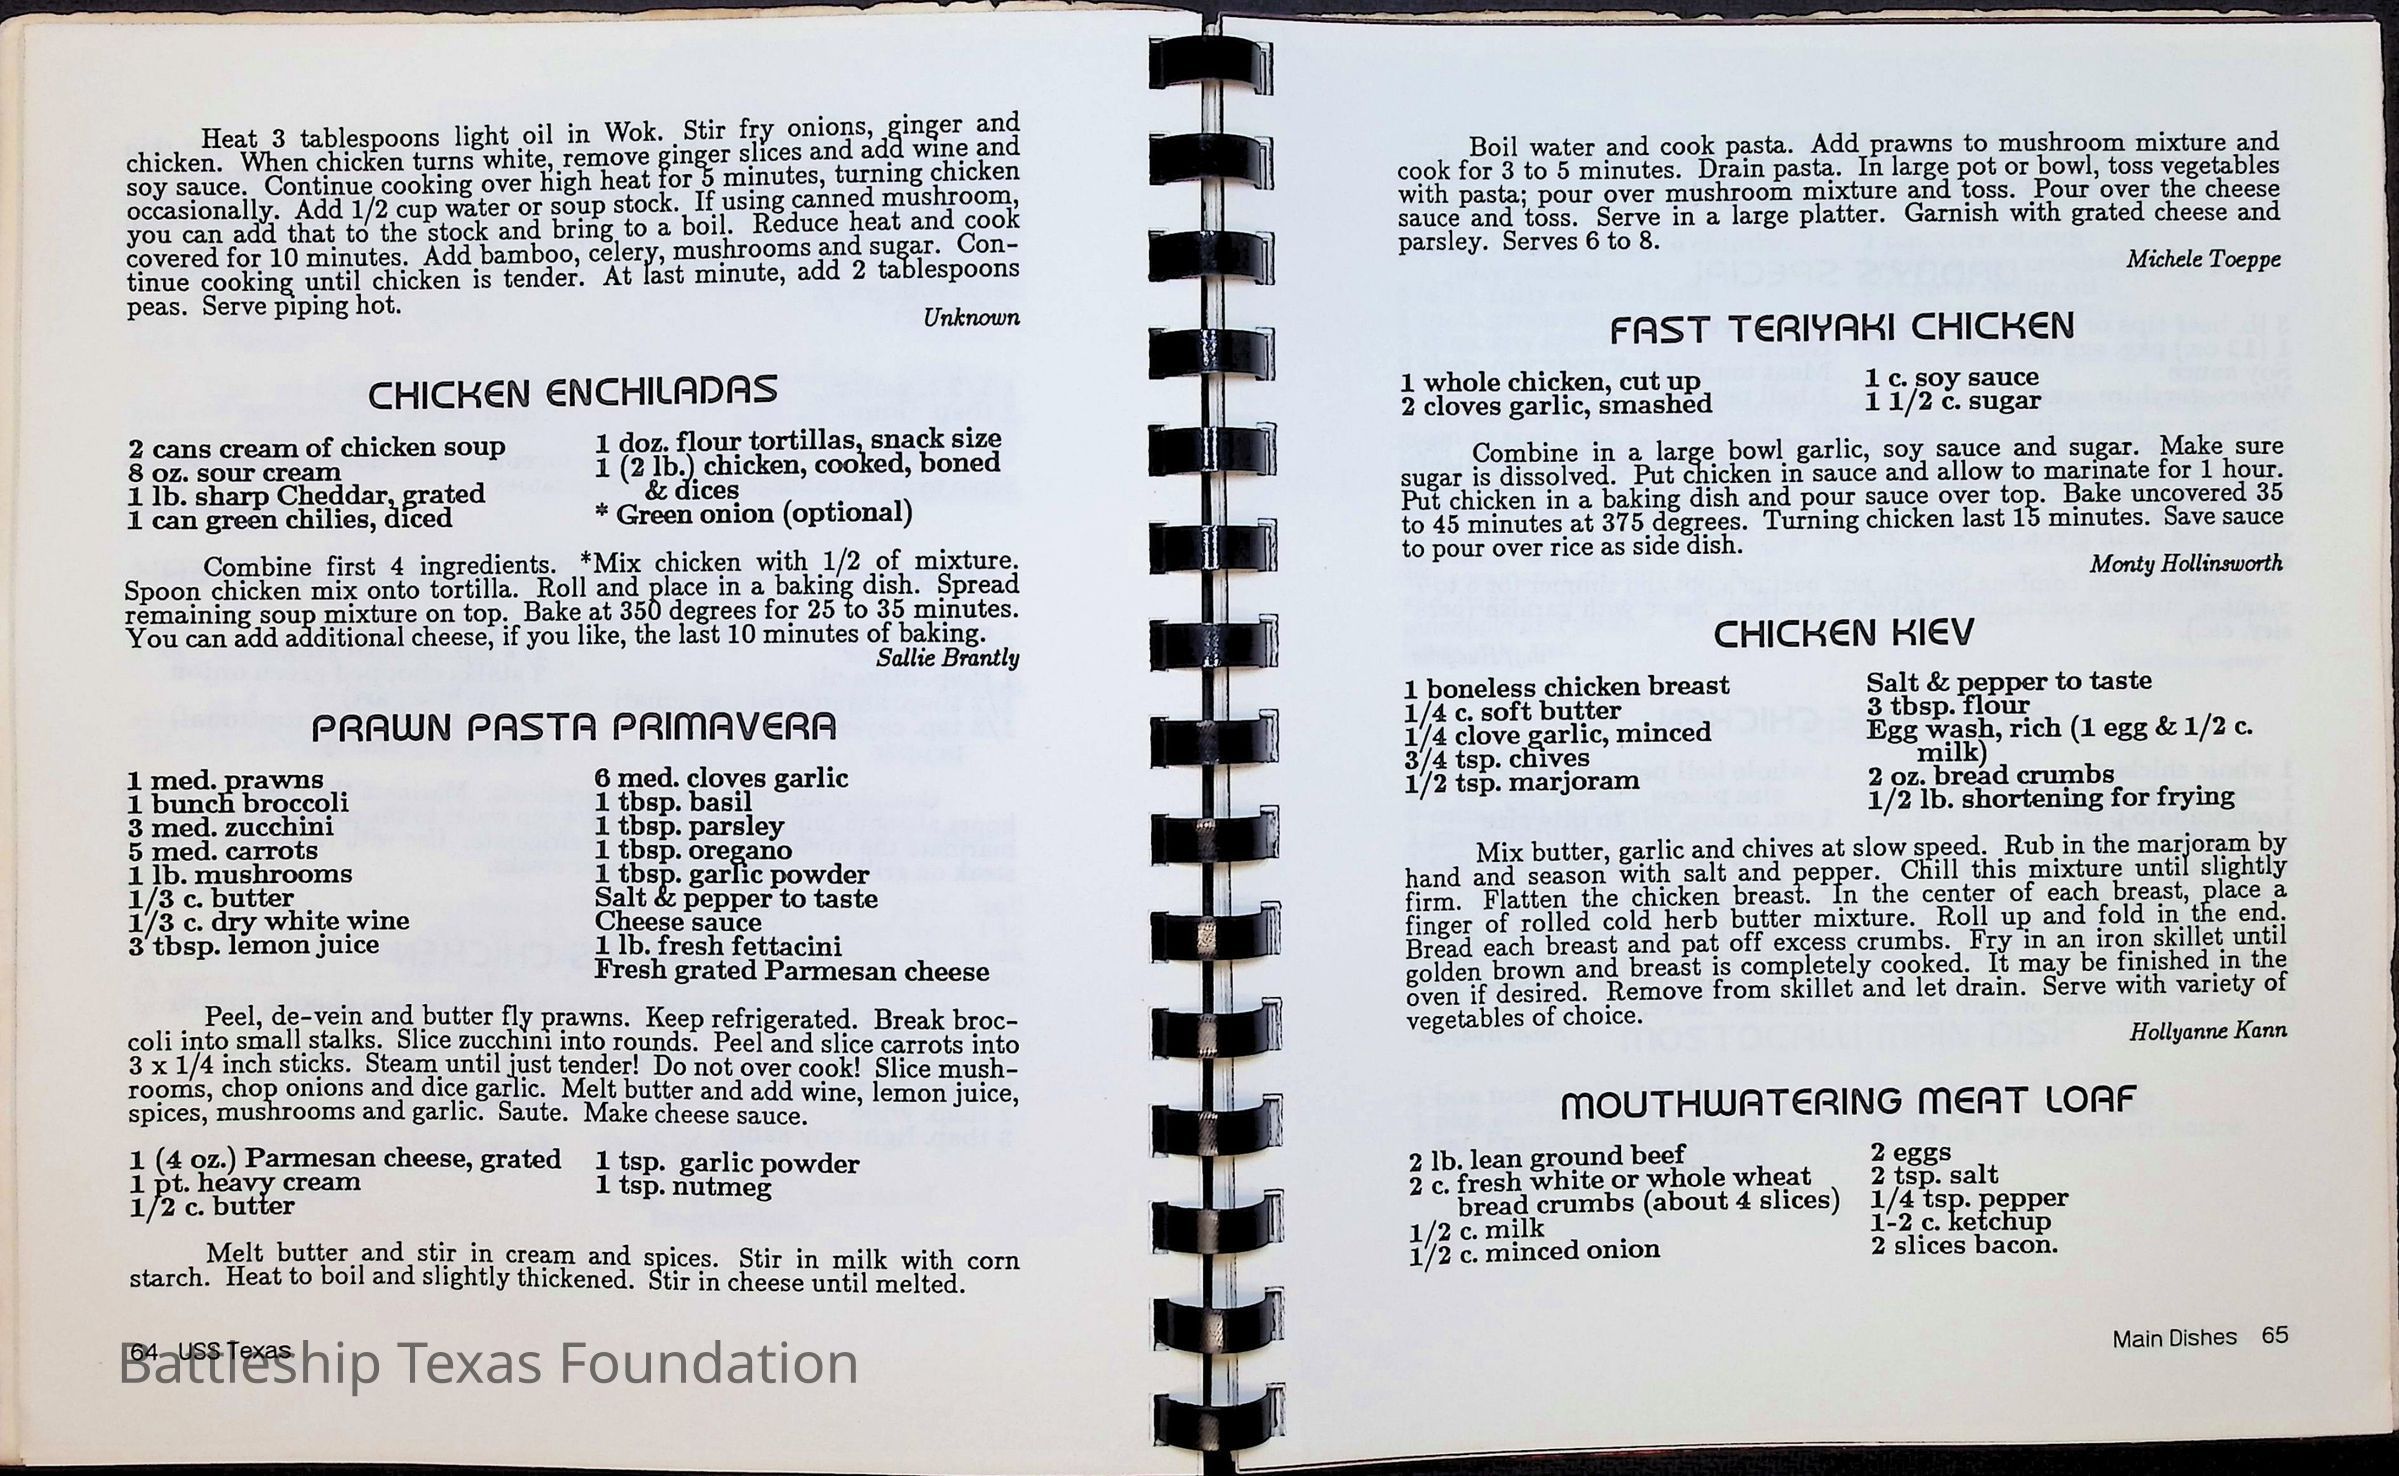 Heat 3 tablespoons light oil in Wok. Stir fry onions, ginger and
chicken. When chicken turns white, remove ginger slices and add wine and
soy sauce. Continue cooking over high heat for 5 minutes, turning chicken
occasionally. Add 1/2 cup water or soup stock. If using canned mushroom,
you can add that to the stock and bring to a boil. Reduce heat and cook
covered for 10 minutes. Add bamboo, celery, mushrooms and sugar. Con-
tinue cooking until chicken is tender. At last minute, add 2 tablespoons
peas. Serve piping hot.
Unknown
CHICKEN ENCHILADAS
2 cans cream of chicken soup
8 oz. sour cream
1 lb. sharp Cheddar, grated
1 can green chilies, diced
1 doz. flour tortillas, snack size
1 (2 lb.) chicken, cooked, boned
& dices
* Green onion (optional)
Combine first 4 ingredients. *Mix chicken with 1/2 of mixture.
Spoon chicken mix onto tortilla. Roll and place in a baking dish. Spread
remaining soup mixture on top. Bake at 350 degrees for 25 to 35 minutes.
You can add additional cheese, if you like, the last 10 minutes of baking.
Sallie Brantly
PRAWN PASTA PRIMAVERA
1 med. prawns
1 bunch broccoli
3 med. zucchini
5 med. carrots
1 lb. mushrooms
1/3 c. butter
1/3 c. dry white wine
3 tbsp. lemon juice
6 med. cloves garlic
1 tbsp. basil
1 tbsp. parsley
1 tbsp. oregano
1 tbsp. garlic powder
Salt & pepper to taste
Cheese sauce
1 lb. fresh fettacini
Fresh grated Parmesan cheese
Peel, de-vein and butter fly prawns. Keep refrigerated. Break broc-
coli into small stalks. Slice zucchini into rounds. Peel and slice carrots into
3 x 1/4 inch sticks. Steam until just tender! Do not over cook! Slice mush-
rooms, chop onions and dice garlic. Melt butter and add wine, lemon juice,
spices, mushrooms and garlic. Saute. Make cheese sauce.
1 (4 oz.) Parmesan cheese, grated
1 pt. heavy cream
1/2 c. butter
1 tsp. garlic powder
1 tsp. nutmeg
Melt butter and stir in cream and spices. Stir in milk with corn
starch. Heat to boil and slightly thickened. Stir in cheese until melted.
64 USS Texas
Battleship Texas Foundation
Boil water and cook pasta. Add prawns to mushroom mixture and
cook for 3 to 5 minutes. Drain pasta. In large pot or bowl, toss vegetables
with pasta; pour over mushroom mixture and toss. Pour over the cheese
sauce and toss. Serve in a large platter. Garnish with grated cheese and
parsley. Serves 6 to 8.
Michele Toeppe
FAST TERIYAKI CHICKEN
1 whole chicken, cut up
2 cloves garlic, smashed
1 c. soy sauce
1 1/2 c. sugar
Combine in a large bowl garlic, soy sauce and sugar. Make sure
sugar is dissolved. Put chicken in sauce and allow to marinate for 1 hour.
Put chicken in a baking dish and pour sauce over top. Bake uncovered 35
to 45 minutes at 375 degrees. Turning chicken last 15 minutes. Save sauce
to pour over rice as side dish.
Monty Hollinsworth
CHICKEN KIEV
1 boneless chicken breast
1/4 c. soft butter
1/4 clove garlic, minced
3/4 tsp. chives
1/2 tsp. marjoram
Salt & pepper to taste
3 tbsp. flour
Egg wash, rich (1 egg & 1/2 c.
milk)
2 oz. bread crumbs
1/2 lb. shortening for frying
Mix butter, garlic and chives at slow speed. Rub in the marjoram by
hand and season with salt and pepper. Chill this mixture until slightly
firm. Flatten the chicken breast. In the center of each breast, place a
finger of rolled cold herb butter mixture. Roll up and fold in the end.
Bread each breast and pat off excess crumbs. Fry in an iron skillet until
golden brown and breast is completely cooked. It may be finished in the
oven if desired. Remove from skillet and let drain. Serve with variety of
vegetables of choice.
Hollyanne Kann
MOUTHWATERING MEAT LOAF
2 lb. lean ground beef
2 c. fresh white or whole wheat
bread crumbs (about 4 slices)
1/2 c. milk
1/2 c. minced onion
2 eggs
2 tsp. salt
1/4 tsp. pepper
1-2 c. ketchup
2 slices bacon.
Main Dishes 65